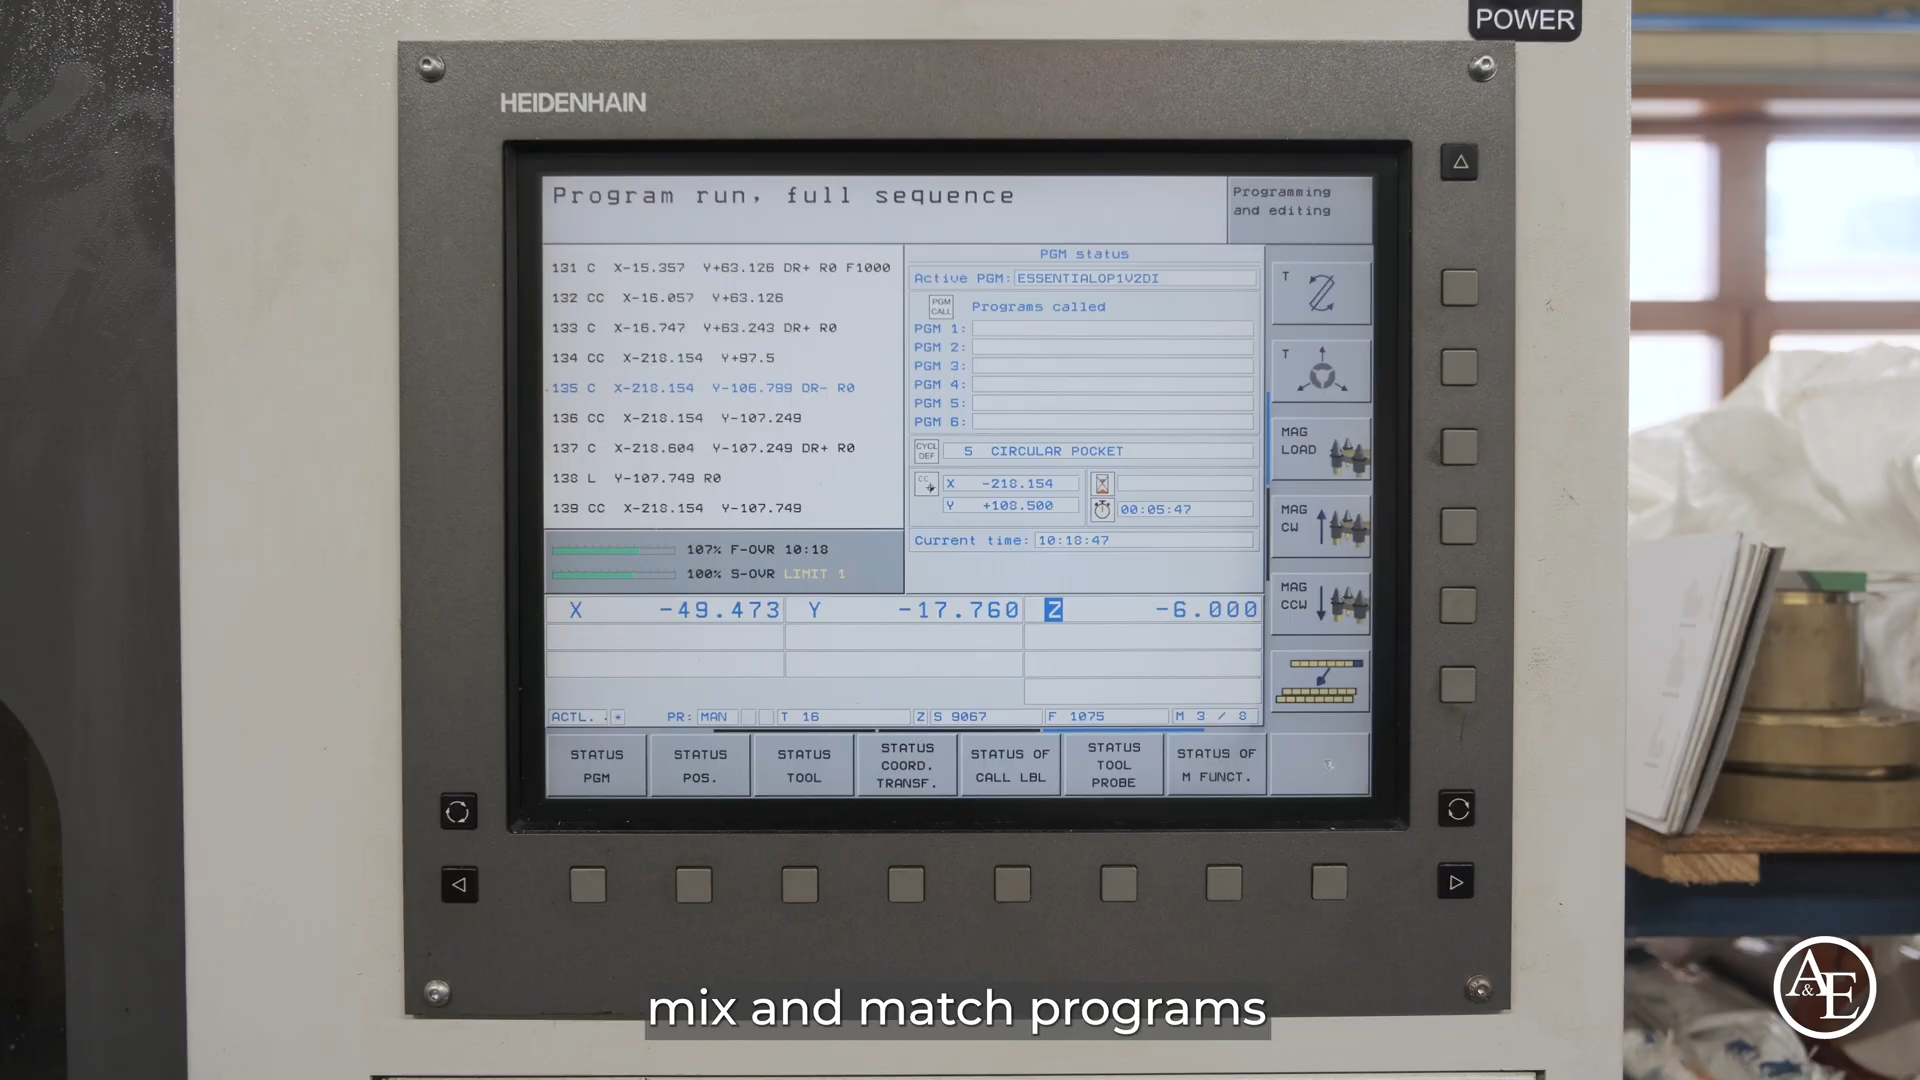 POWER
HEIDENHAIN
Program run, full sequence
Programming
and editing
131 C X-15.357 Y+63.126 DR+ R0 F1000
132 CC X-16.057 Y+63.126
133 C X-16.747 Y+63.243 DR+ R0
134 CC X-218.154 Y+97.5
135 C X-218.154 Y-106.799 DR- R0
136 CC X-218.154 Y-107.249
137 C X-218.604 Y-107.249 DR+ R0
138 L Y-107.749 R0
139 CC X-218.154 Y-107.749
PGM status
Active PGM: ESSENTIALOP1V2DI
PGM
CALL
Programs called
PGM 1:
PGM 2:
PGM 3:
PGM 4:
PGM 5:
PGM 6:
CYCL
DEF
5 CIRCULAR POCKET
CC
X -218.154
Y +108.500
00:05:47
Current time: 10:18:47
T
T
MAG
LOAD
MAG
CW
MAG
CCW
107% F-OVR 10:18
100% S-OVR LIMIT 1
X -49.473 Y -17.760 Z -6.000
ACTL. PR: MAN T 16 Z S 9067 F 1075 M 3 / 8
STATUS
PGM
STATUS
POS.
STATUS
TOOL
STATUS
COORD.
TRANSF.
STATUS OF
CALL LBL
STATUS
TOOL
PROBE
STATUS OF
M FUNCT.
mix and match programs
A&E